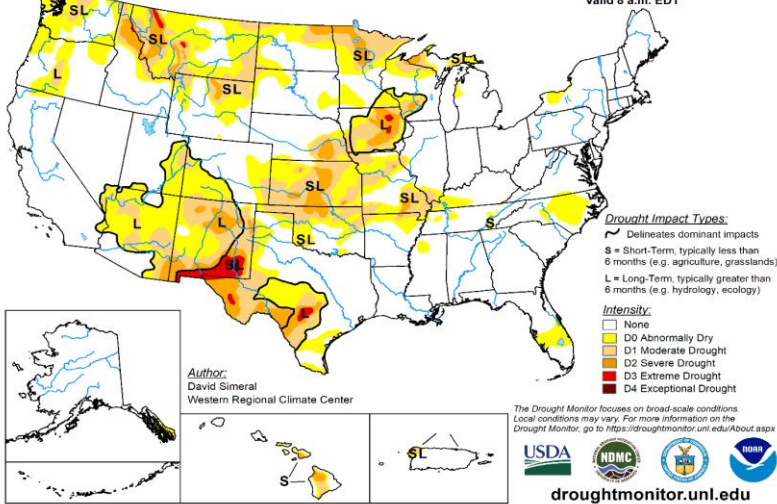 Valid 8 a.m. EDT
SL
SL
SL
SL
L
SL
L
SL
SL
L
L
S
SL
SL
L
Drought Impact Types:
Delineates dominant impacts
S = Short-Term, typically less than
6 months (e.g. agriculture, grasslands)
L = Long-Term, typically greater than
6 months (e.g. hydrology, ecology)
Intensity:
None
D0 Abnormally Dry
D1 Moderate Drought
D2 Severe Drought
D3 Extreme Drought
D4 Exceptional Drought
Author:
David Simeral
Western Regional Climate Center
S
SL
The Drought Monitor focuses on broad-scale conditions.
Local conditions may vary. For more information on the
Drought Monitor, go to https://droughtmonitor.unl.edu/About.aspx
USDA
NDMC
NOAA
droughtmonitor.unl.edu